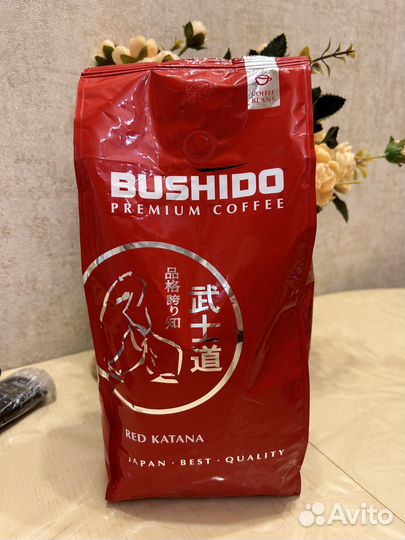 COFFEE
BEANS
BUSHIDO
PREMIUM COFFEE
武士道
品格誇り知
RED KATANA
JAPAN · BEST · QUALITY
Avito